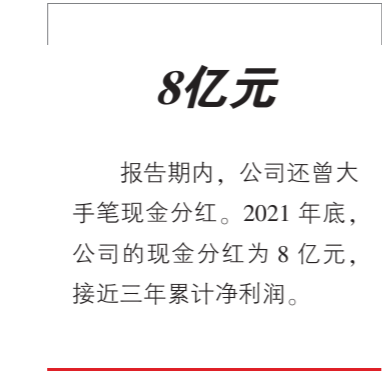 8亿元
报告期内，公司还曾大
手笔现金分红。2021 年底，
公司的现金分红为 8 亿元，
接近三年累计净利润。